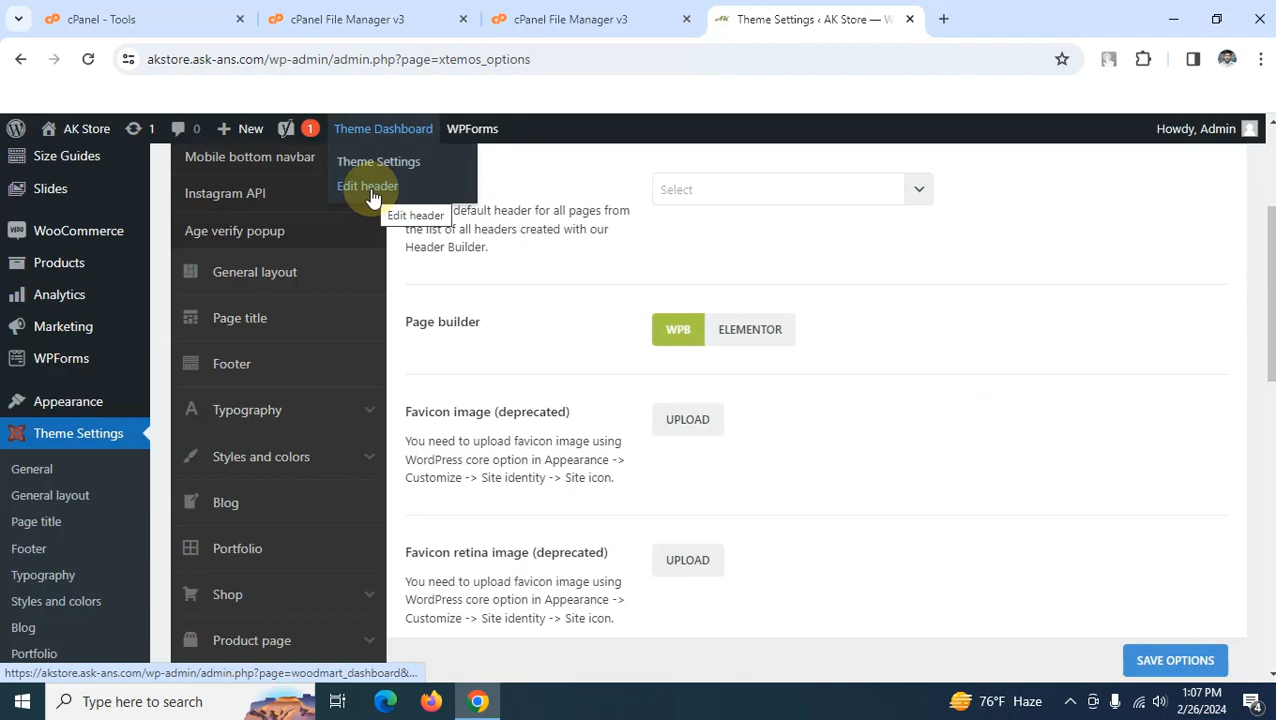 cPanel - Tools
cPanel File Manager v3
cPanel File Manager v3
Theme Settings ‹ AK Store — W
akstore.ask-ans.com/wp-admin/admin.php?page=xtemos_options
AK Store
1
0
New
1
Theme Dashboard
WPForms
Howdy, Admin
Theme Settings
Edit header
Edit header
Size Guides
Slides
WooCommerce
Products
Analytics
Marketing
WPForms
Appearance
Theme Settings
General
General layout
Page title
Footer
Typography
Styles and colors
Blog
Portfolio
Mobile bottom navbar
Instagram API
Age verify popup
General layout
Page title
Footer
Typography
Styles and colors
Blog
Portfolio
Shop
Product page
default header for all pages from
the list of all headers created with our
Header Builder.
Select
Page builder
WPB
ELEMENTOR
Favicon image (deprecated)
You need to upload favicon image using
WordPress core option in Appearance ->
Customize -> Site identity -> Site icon.
UPLOAD
Favicon retina image (deprecated)
You need to upload favicon image using
WordPress core option in Appearance ->
Customize -> Site identity -> Site icon.
UPLOAD
SAVE OPTIONS
https://akstore.ask-ans.com/wp-admin/admin.php?page=woodmart_dashboard&...
Type here to search
76°F Haze
1:07 PM
2/26/2024
4